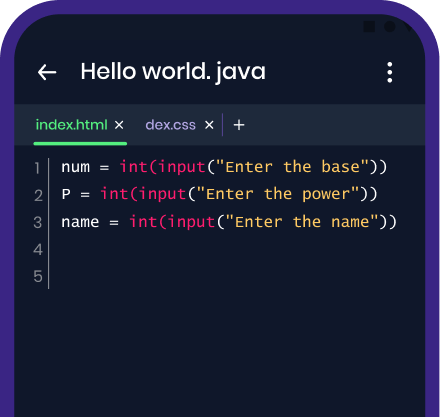 Hello world. java
index.html × dex.css × +
1 num = int(input("Enter the base"))
2 P = int(input("Enter the power"))
3 name = int(input("Enter the name"))
4
5